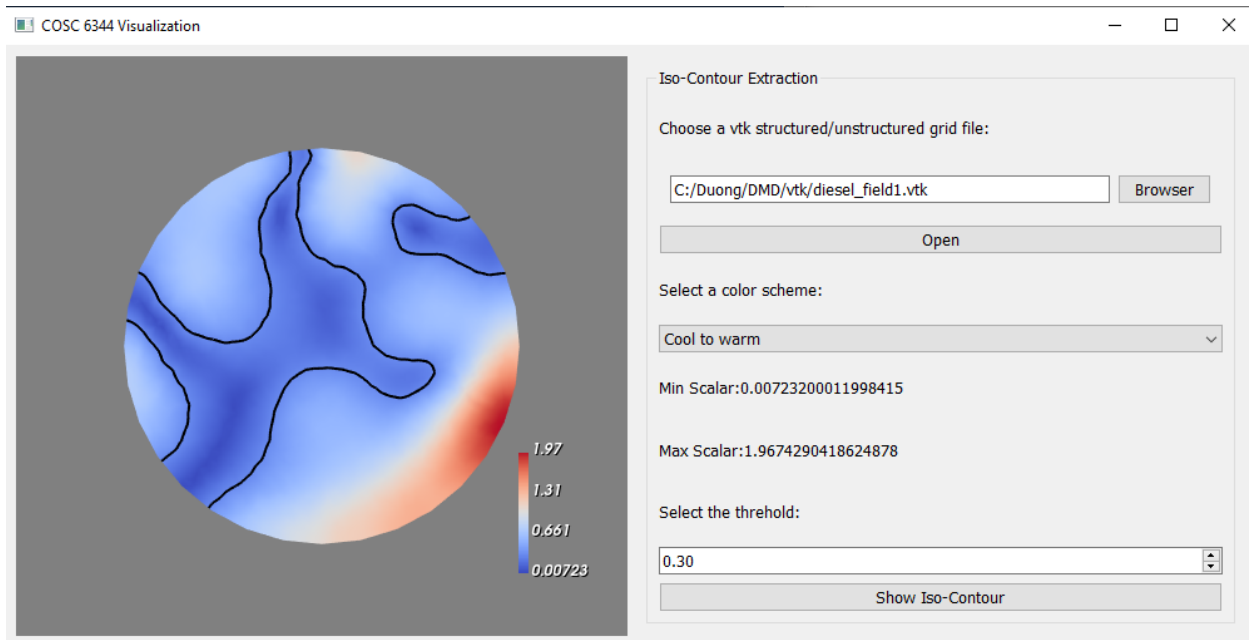 COSC 6344 Visualization
1.97
1.31
0.661
0.00723
Iso-Contour Extraction
Choose a vtk structured/unstructured grid file:
C:/Duong/DMD/vtk/diesel_field1.vtk Browser
Open
Select a color scheme:
Cool to warm
Min Scalar:0.00723200011998415
Max Scalar:1.9674290418624878
Select the threhold:
0.30
Show Iso-Contour